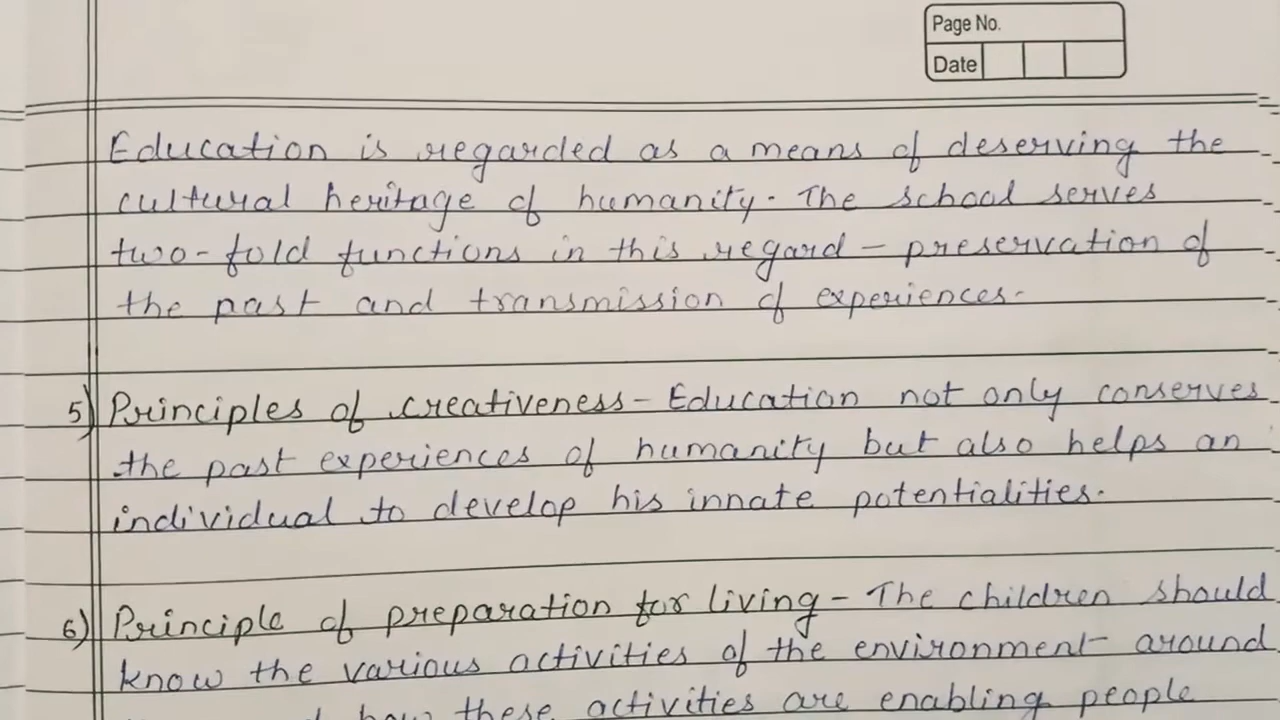 Page No.
Date
Education is regarded as a means of deserving the
cultural heritage of humanity. The school serves
two-fold functions in this regard – preservation of
the past and transmission of experiences.
5) Principles of creativeness – Education not only conserves
the past experiences of humanity but also helps an
individual to develop his innate potentialities.
6) Principle of preparation for living – The children should
know the various activities of the environment around
how these activities are enabling people